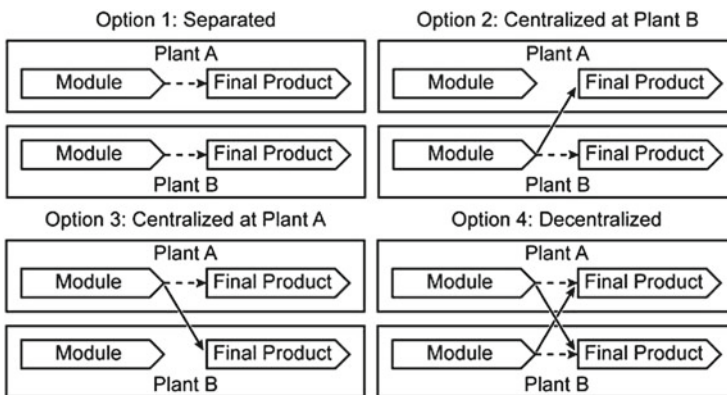 Option 1: Separated
Plant A
Module
Final Product
Module
Final Product
Plant B
Option 2: Centralized at Plant B
Plant A
Module
Final Product
Module
Final Product
Plant B
Option 3: Centralized at Plant A
Plant A
Module
Final Product
Module
Final Product
Plant B
Option 4: Decentralized
Plant A
Module
Final Product
Module
Final Product
Plant B